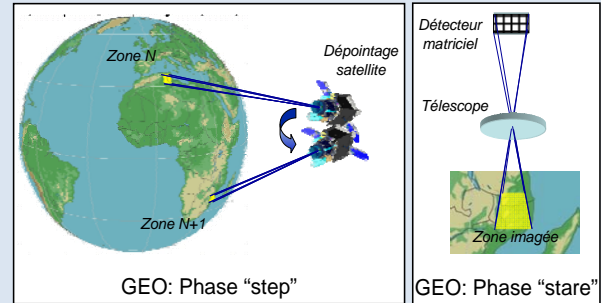 Zone N
Dépointage
satellite
Zone N+1
GEO: Phase “step”
Détecteur
matriciel
Télescope
Zone imagée
GEO: Phase “stare”